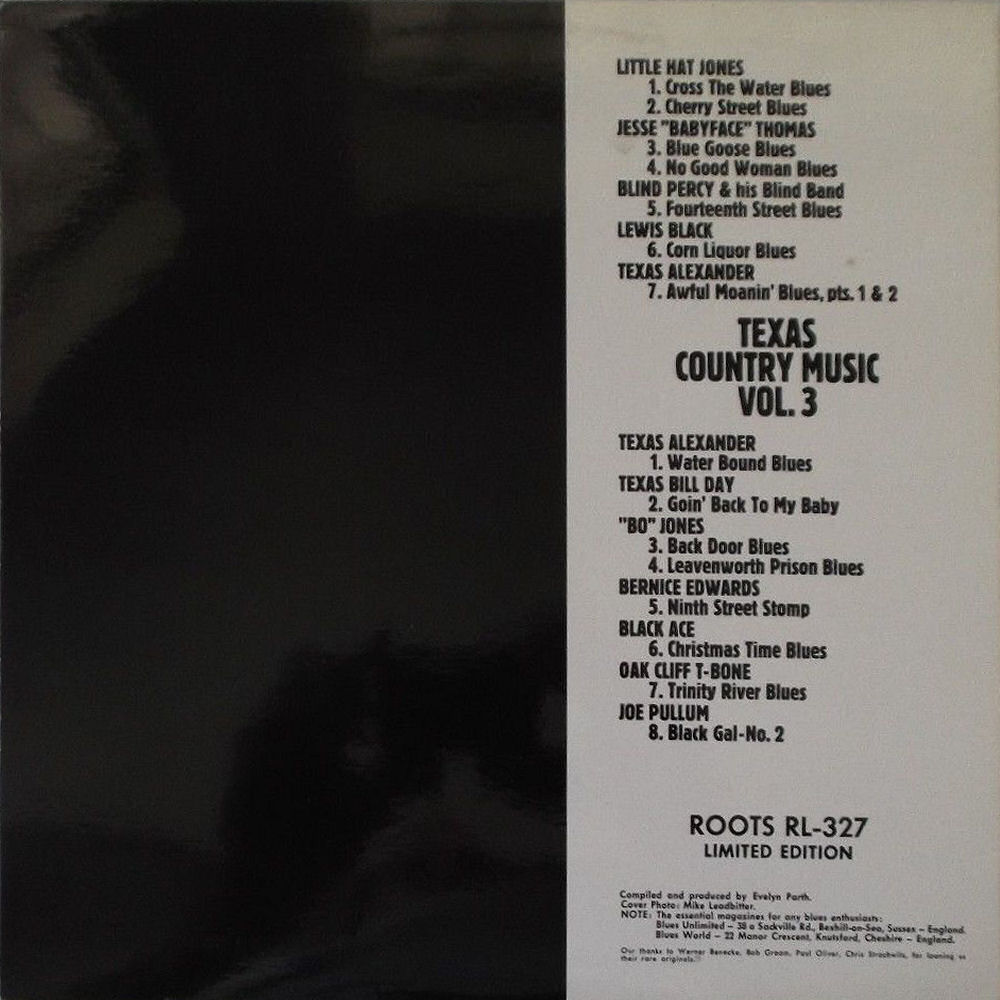 LITTLE HAT JONES
1. Cross The Water Blues
2. Cherry Street Blues
JESSE "BABYFACE" THOMAS
3. Blue Goose Blues
4. No Good Woman Blues
BLIND PERCY & his Blind Band
5. Fourteenth Street Blues
LEWIS BLACK
6. Corn Liquor Blues
TEXAS ALEXANDER
7. Awful Moanin' Blues, pts. 1 & 2
TEXAS
COUNTRY MUSIC
VOL. 3
TEXAS ALEXANDER
1. Water Bound Blues
TEXAS BILL DAY
2. Goin' Back To My Baby
"BO" JONES
3. Back Door Blues
4. Leavenworth Prison Blues
BERNICE EDWARDS
5. Ninth Street Stomp
BLACK ACE
6. Christmas Time Blues
OAK CLIFF T-BONE
7. Trinity River Blues
JOE PULLUM
8. Black Gal-No. 2
ROOTS RL-327
LIMITED EDITION
Compiled and produced by Evelyn Parth.
Cover Photo: Mike Leadbitter.
NOTE: The essential magazines for any blues enthusiasts:
Blues Unlimited – 38 a Sackville Rd., Bexhill-on-Sea, Sussex – England.
Blues World – 22 Manor Crescent, Knutsford, Cheshire – England.
Our thanks to Werner Benecke, Bob Groom, Paul Oliver, Chris Strachwitz, for loaning us
their rare originals.